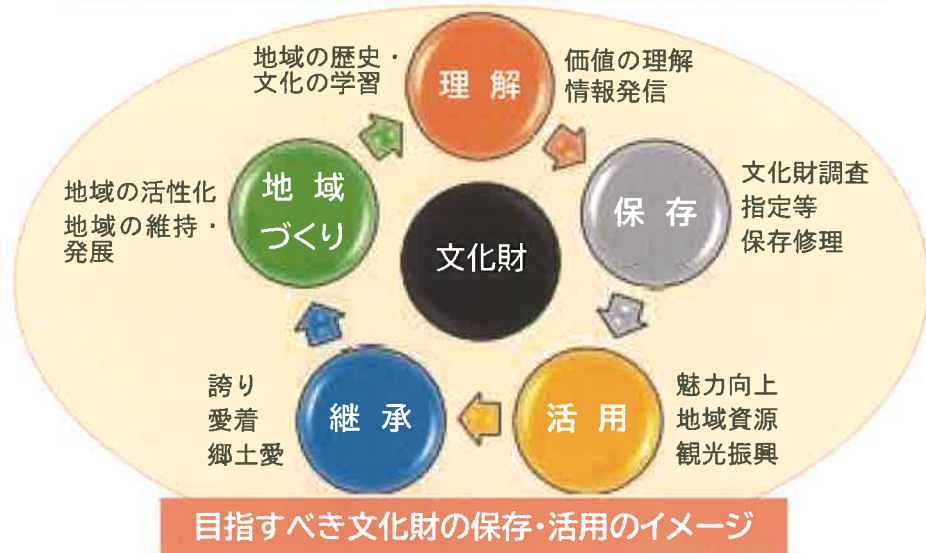 地域の歴史・
文化の学習
理解
価値の理解
情報発信
地域
づくり
地域の活性化
地域の維持・
発展
文化財
保存
文化財調査
指定等
保存修理
誇り
愛着
郷土愛
継承
活用
魅力向上
地域資源
観光振興
目指すべき文化財の保存・活用のイメージ